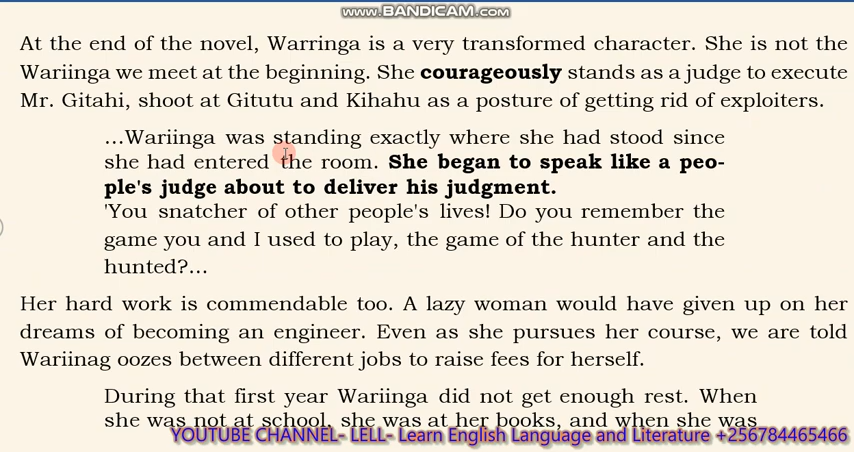 www.BANDICAM.com
At the end of the novel, Warringa is a very transformed character. She is not the
Wariinga we meet at the beginning. She courageously stands as a judge to execute
Mr. Gitahi, shoot at Gitutu and Kihahu as a posture of getting rid of exploiters.
...Wariinga was standing exactly where she had stood since
she had entered the room. She began to speak like a peo-
ple's judge about to deliver his judgment.
'You snatcher of other people's lives! Do you remember the
game you and I used to play, the game of the hunter and the
hunted?...
Her hard work is commendable too. A lazy woman would have given up on her
dreams of becoming an engineer. Even as she pursues her course, we are told
Wariinag oozes between different jobs to raise fees for herself.
During that first year Wariinga did not get enough rest. When
she was not at school, she was at her books, and when she was
YOUTUBE CHANNEL- LELL- Learn English Language and Literature +256784465466